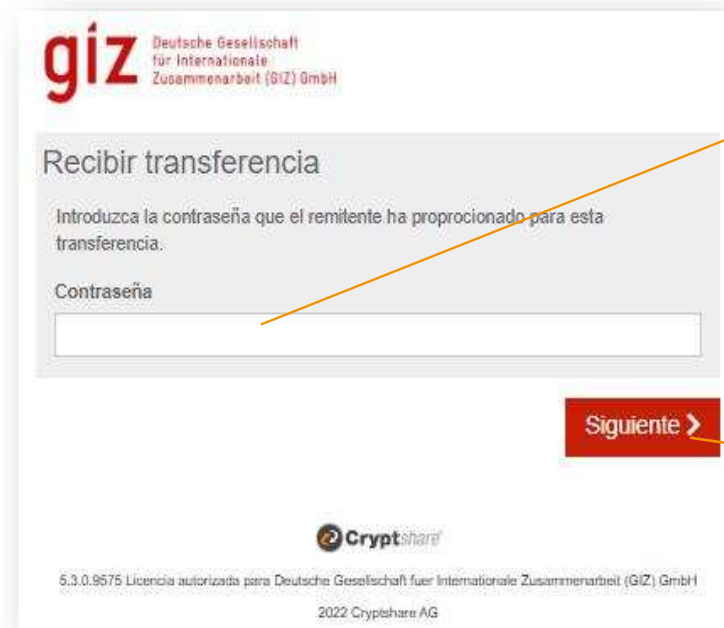 giz Deutsche Gesellschaft
für Internationale
Zusammenarbeit (GIZ) GmbH
Recibir transferencia
Introduzca la contraseña que el remitente ha proprocionado para esta
transferencia.
Contraseña
Siguiente
Cryptshare
5.3.0.9575 Licencia autorizada para Deutsche Gesellschaft fuer Internationale Zusammenarbeit (GIZ) GmbH
2022 Cryptshare AG